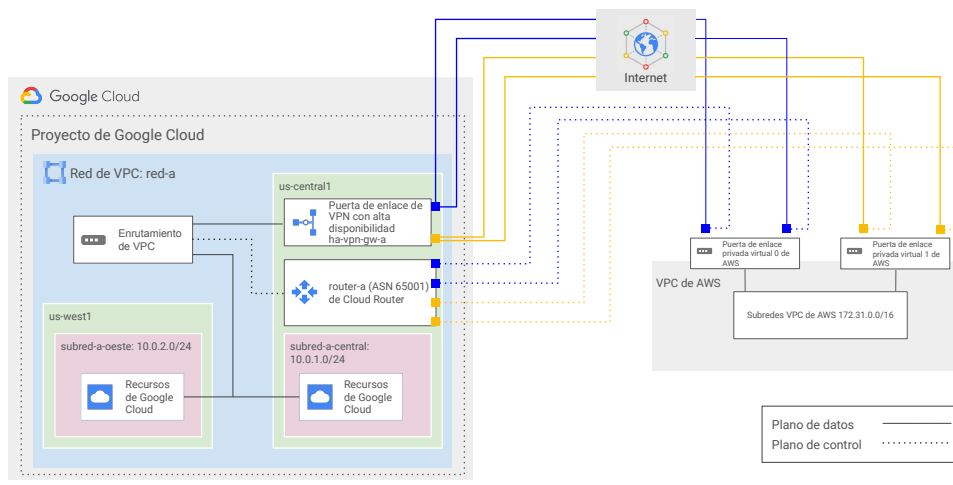 Internet
Google Cloud
Proyecto de Google Cloud
Red de VPC: red-a
us-central1
Puerta de enlace de
VPN con alta
disponibilidad
ha-vpn-gw-a
Enrutamiento
de VPC
router-a (ASN 65001)
de Cloud Router
us-west1
subred-a-oeste: 10.0.2.0/24
Recursos
de Google
Cloud
subred-a-central:
10.0.1.0/24
Recursos
de Google
Cloud
Puerta de enlace
privada virtual 0 de
AWS
Puerta de enlace
privada virtual 1 de
AWS
VPC de AWS
Subredes VPC de AWS 172.31.0.0/16
Plano de datos
Plano de control